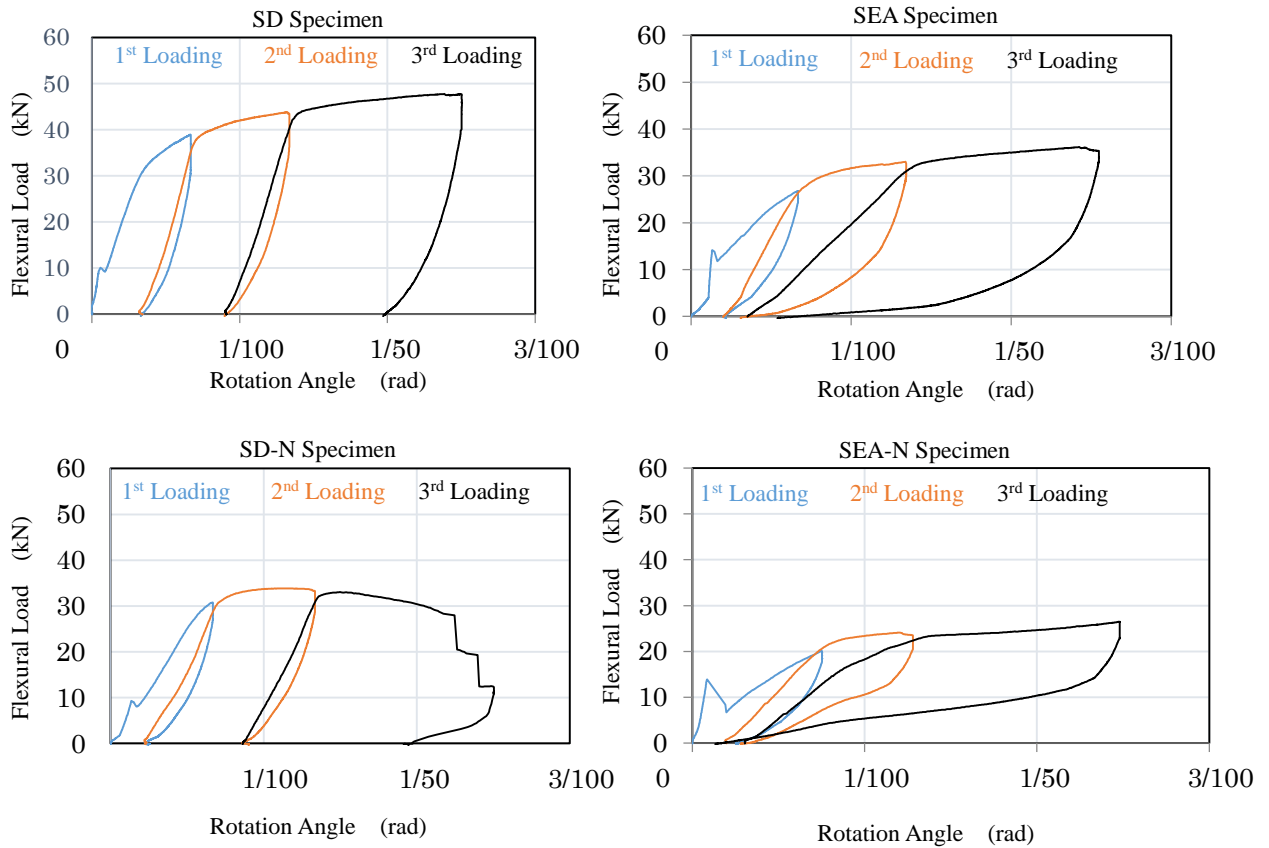 SD Specimen
60
50
40
30
20
10
0
Flexural Load (kN)
1st Loading 2nd Loading 3rd Loading
0 1/100 1/50 3/100
Rotation Angle (rad)
SEA Specimen
60
50
40
30
20
10
0
Flexural Load (kN)
1st Loading 2nd Loading 3rd Loading
0 1/100 1/50 3/100
Rotation Angle (rad)
SD-N Specimen
60
50
40
30
20
10
0
Flexural Load (kN)
1st Loading 2nd Loading 3rd Loading
0 1/100 1/50 3/100
Rotation Angle (rad)
SEA-N Specimen
60
50
40
30
20
10
0
Flexural Load (kN)
1st Loading 2nd Loading 3rd Loading
0 1/100 1/50 3/100
Rotation Angle (rad)